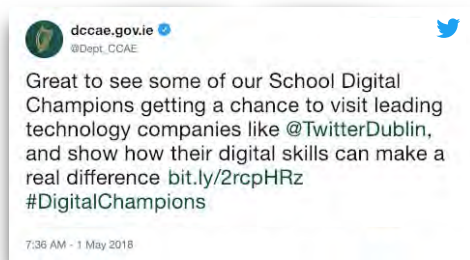 dccae.gov.ie
@Dept_CCAE
Great to see some of our School Digital
Champions getting a chance to visit leading
technology companies like @TwitterDublin,
and show how their digital skills can make a
real difference bit.ly/2rcpHRz
#DigitalChampions
7:36 AM - 1 May 2018